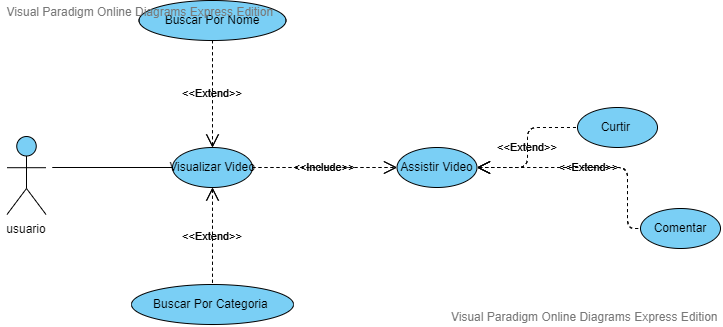 Visual Paradigm Online Diagrams Express Edition
Buscar Por Nome
<<Extend>>
Curtir
<<Extend>>
Visualizar Video
<<Include>>
Assistir Video
<<Extend>>
usuario
<<Extend>>
Comentar
Buscar Por Categoria
Visual Paradigm Online Diagrams Express Edition